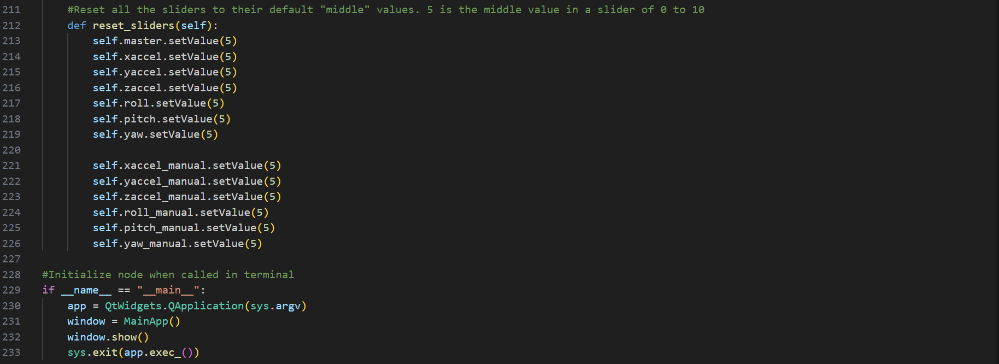 211 #Reset all the sliders to their default "middle" values. 5 is the middle value in a slider of 0 to 10
212 def reset_sliders(self):
213 self.master.setValue(5)
214 self.xaccel.setValue(5)
215 self.yaccel.setValue(5)
216 self.zaccel.setValue(5)
217 self.roll.setValue(5)
218 self.pitch.setValue(5)
219 self.yaw.setValue(5)
220
221 self.xaccel_manual.setValue(5)
222 self.yaccel_manual.setValue(5)
223 self.zaccel_manual.setValue(5)
224 self.roll_manual.setValue(5)
225 self.pitch_manual.setValue(5)
226 self.yaw_manual.setValue(5)
227
228 #Initialize node when called in terminal
229 if __name__ == "__main__":
230 app = QtWidgets.QApplication(sys.argv)
231 window = MainApp()
232 window.show()
233 sys.exit(app.exec_())